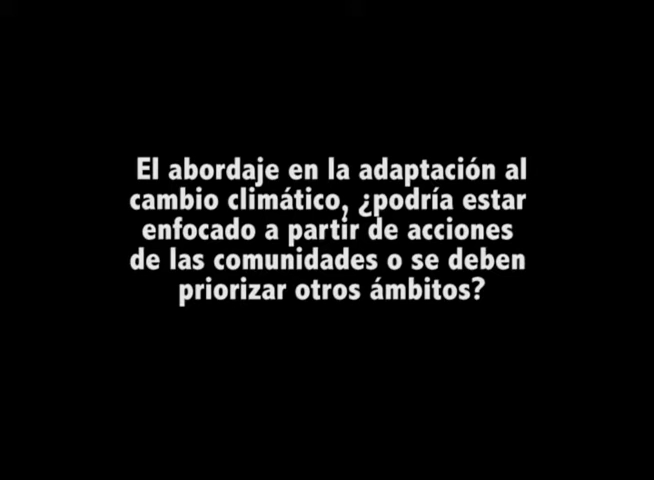 El abordaje en la adaptación al
cambio climático, ¿podría estar
enfocado a partir de acciones
de las comunidades o se deben
priorizar otros ámbitos?